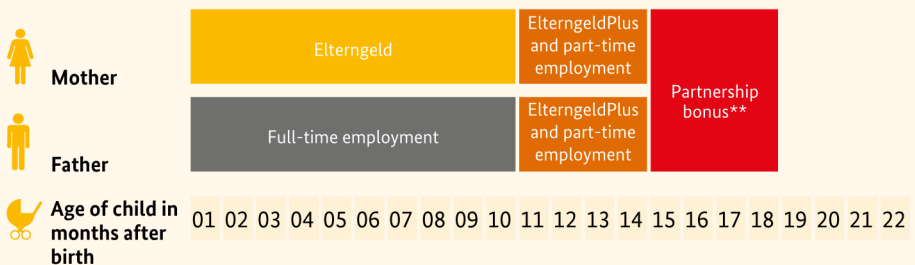 Mother
Elterngeld
ElterngeldPlus
and part-time
employment
Partnership
bonus**
Father
Full-time employment
ElterngeldPlus
and part-time
employment
Age of child in
months after
birth
01 02 03 04 05 06 07 08 09 10 11 12 13 14 15 16 17 18 19 20 21 22